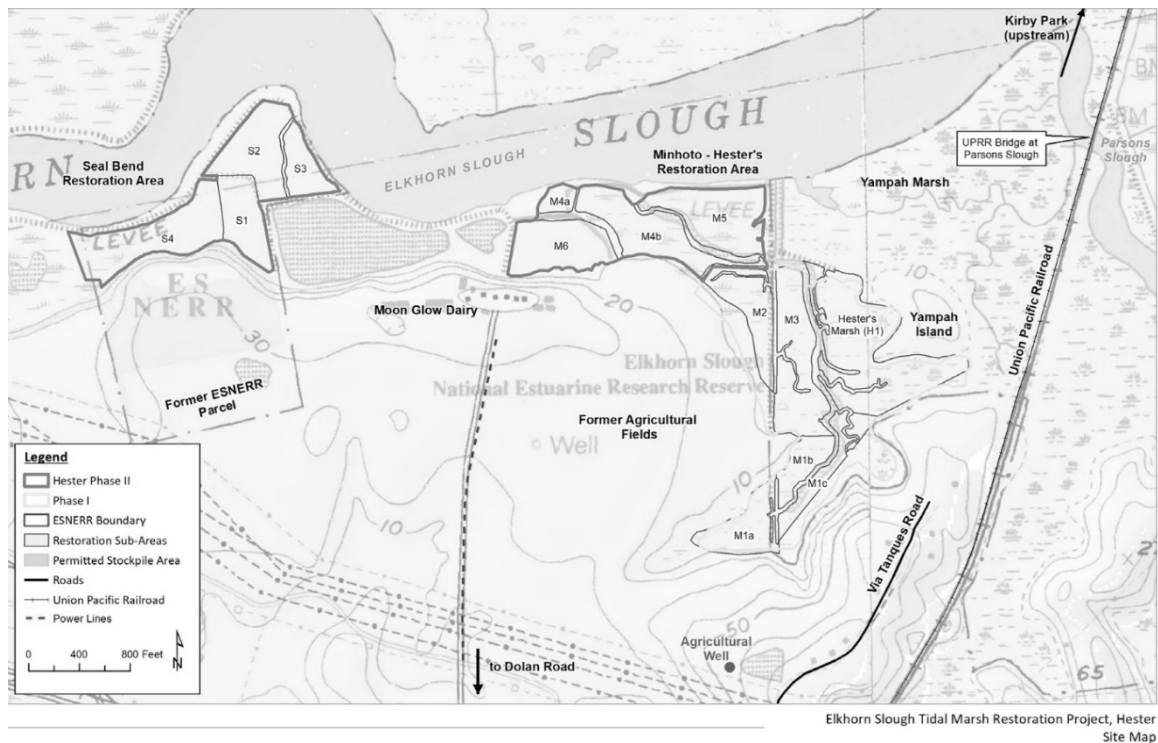 Kirby Park
(upstream)
BM
SLOUGH
UPRR Bridge at
Parsons Slough
Parsons
Slough
S2
Seal Bend
Restoration Area
RN
ELKHORN SLOUGH
Minhoto - Hester's
Restoration Area
S3
Yampah Marsh
M4a
LEVEE
M5
S1
LEVEE
S4
M4b
M6
10
ES
NERR
20
Moon Glow Dairy
M2
M3
Hester's
Marsh (H1)
Yampah
Island
Union Pacific Railroad
30
Elkhorn Slough
National Estuarine Research Reserve
Former ESNERR
Parcel
Former Agricultural
Fields
Well
M1b
10
M1c
M1a
Via Tanques Road
10
50
Agricultural
Well
65
to Dolan Road
Legend
Hester Phase II
Phase I
ESNERR Boundary
Restoration Sub-Areas
Permitted Stockpile Area
Roads
Union Pacific Railroad
Power Lines
0 400 800 Feet
N
Elkhorn Slough Tidal Marsh Restoration Project, Hester
Site Map